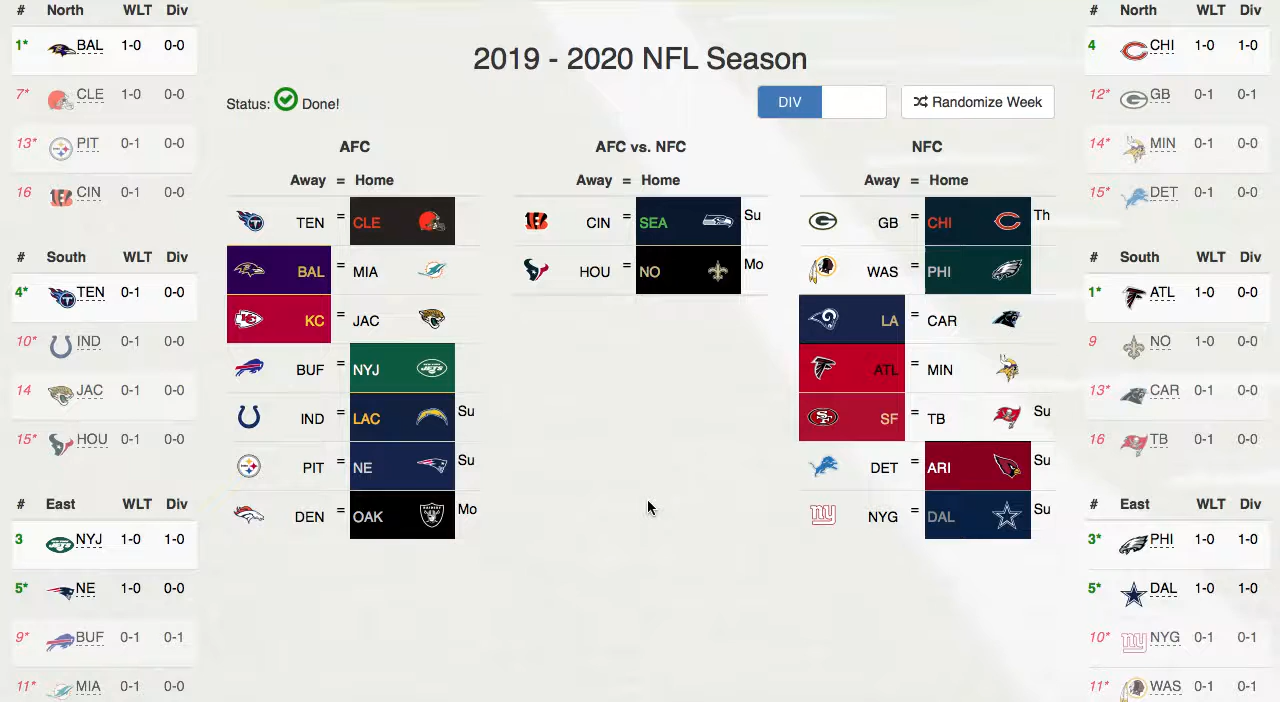 # North WLT Div
1* BAL 1-0 0-0
7* CLE 1-0 0-0
13* PIT 0-1 0-0
16 CIN 0-1 0-0
# South WLT Div
4* TEN 0-1 0-0
10* IND 0-1 0-0
14 JAC 0-1 0-0
15* HOU 0-1 0-0
# East WLT Div
3 NYJ 1-0 1-0
5* NE 1-0 0-0
9* BUF 0-1 0-1
11* MIA 0-1 0-0
2019 - 2020 NFL Season
Status: Done!
DIV
Randomize Week
AFC
Away = Home
TEN = CLE
BAL = MIA
KC = JAC
BUF = NYJ
IND = LAC Su
PIT = NE Su
DEN = OAK Mo
AFC vs. NFC
Away = Home
CIN = SEA Su
HOU = NO Mo
NFC
Away = Home
GB = CHI Th
WAS = PHI
LA = CAR
ATL = MIN
SF = TB Su
DET = ARI Su
NYG = DAL Su
# North WLT Div
4 CHI 1-0 1-0
12* GB 0-1 0-1
14* MIN 0-1 0-0
15* DET 0-1 0-0
# South WLT Div
1* ATL 1-0 0-0
9 NO 1-0 0-0
13* CAR 0-1 0-0
16 TB 0-1 0-0
# East WLT Div
3* PHI 1-0 1-0
5* DAL 1-0 1-0
10* NYG 0-1 0-1
11* WAS 0-1 0-1